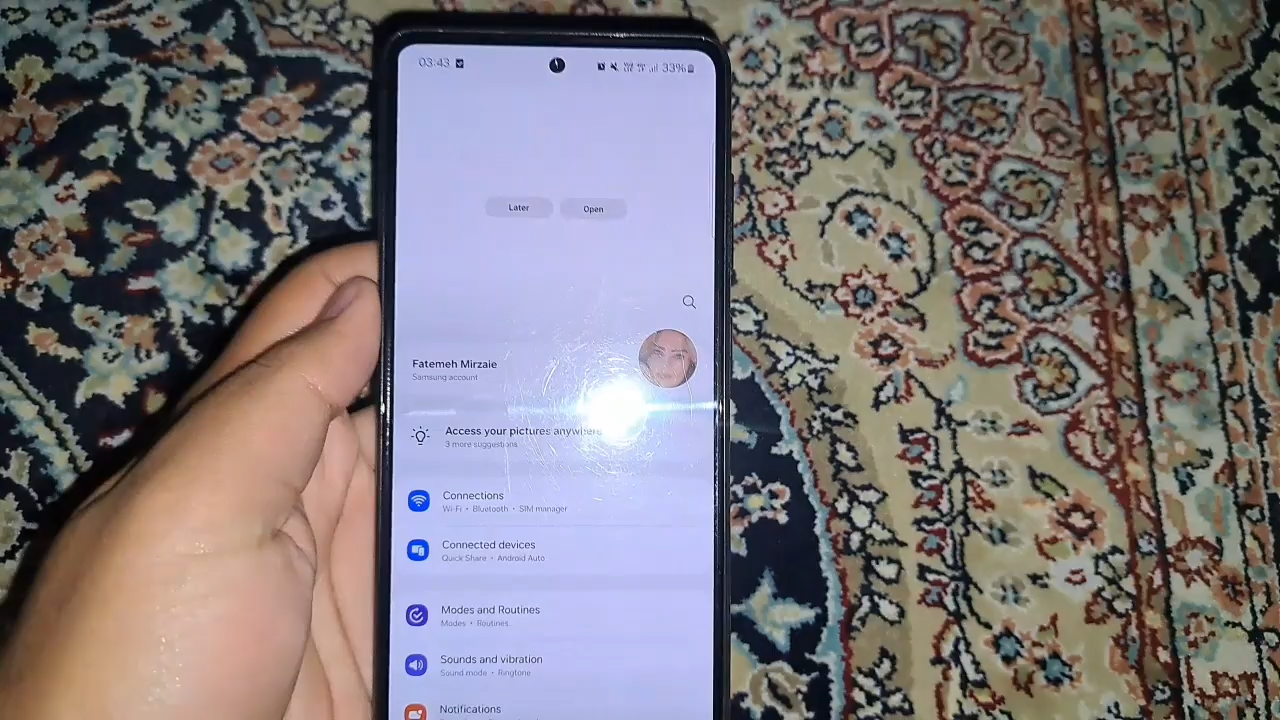 03:43
33%
Later
Open
Fatemeh Mirzaie
Samsung account
Access your pictures anywhere
3 more suggestions
Connections
Wi-Fi • Bluetooth • SIM manager
Connected devices
Quick Share • Android Auto
Modes and Routines
Modes • Routines
Sounds and vibration
Sound mode • Ringtone
Notifications